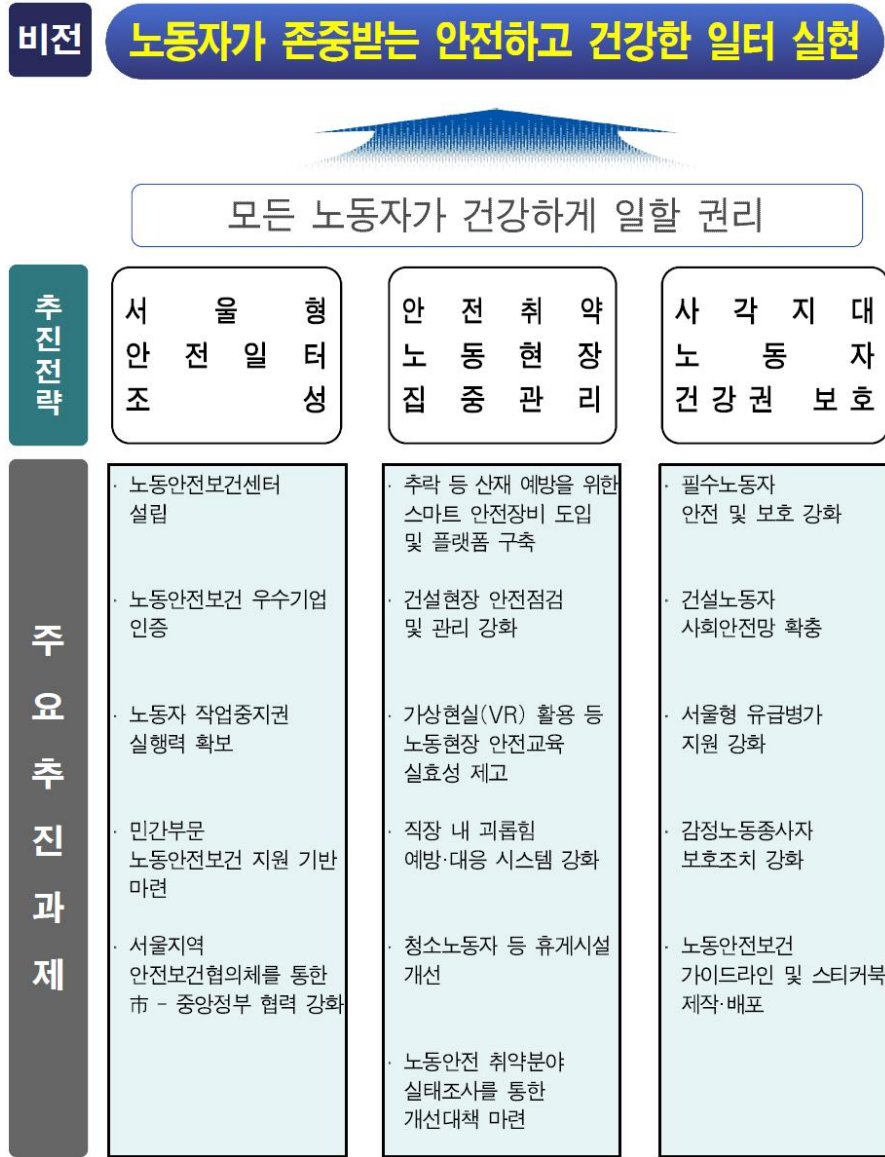 비전
노동자가 존중받는 안전하고 건강한 일터 실현
모든 노동자가 건강하게 일할 권리
추진전략
서 울 형
안 전 일 터
조 성
안 전 취 약
노 동 현 장
집 중 관 리
사 각 지 대
노 동 자
건강권 보호
주요추진과제
· 노동안전보건센터
설립
· 노동안전보건 우수기업
인증
· 노동자 작업중지권
실행력 확보
· 민간부문
노동안전보건 지원 기반
마련
· 서울지역
안전보건협의체를 통한
市 - 중앙정부 협력 강화
· 추락 등 산재 예방을 위한
스마트 안전장비 도입
및 플랫폼 구축
· 건설현장 안전점검
및 관리 강화
· 가상현실(VR) 활용 등
노동현장 안전교육
실효성 제고
· 직장 내 괴롭힘
예방·대응 시스템 강화
· 청소노동자 등 휴게시설
개선
· 노동안전 취약분야
실태조사를 통한
개선대책 마련
· 필수노동자
안전 및 보호 강화
· 건설노동자
사회안전망 확충
· 서울형 유급병가
지원 강화
· 감정노동종사자
보호조치 강화
· 노동안전보건
가이드라인 및 스티커북
제작·배포